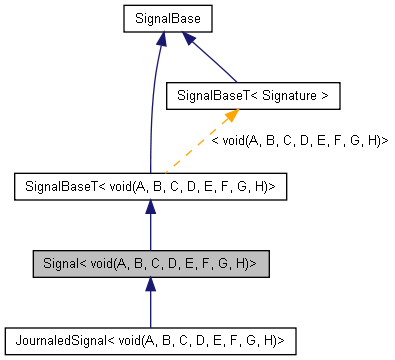 SignalBase
SignalBaseT< Signature >
< void(A, B, C, D, E, F, G, H)>
SignalBaseT< void(A, B, C, D, E, F, G, H)>
Signal< void(A, B, C, D, E, F, G, H)>
JournaledSignal< void(A, B, C, D, E, F, G, H)>